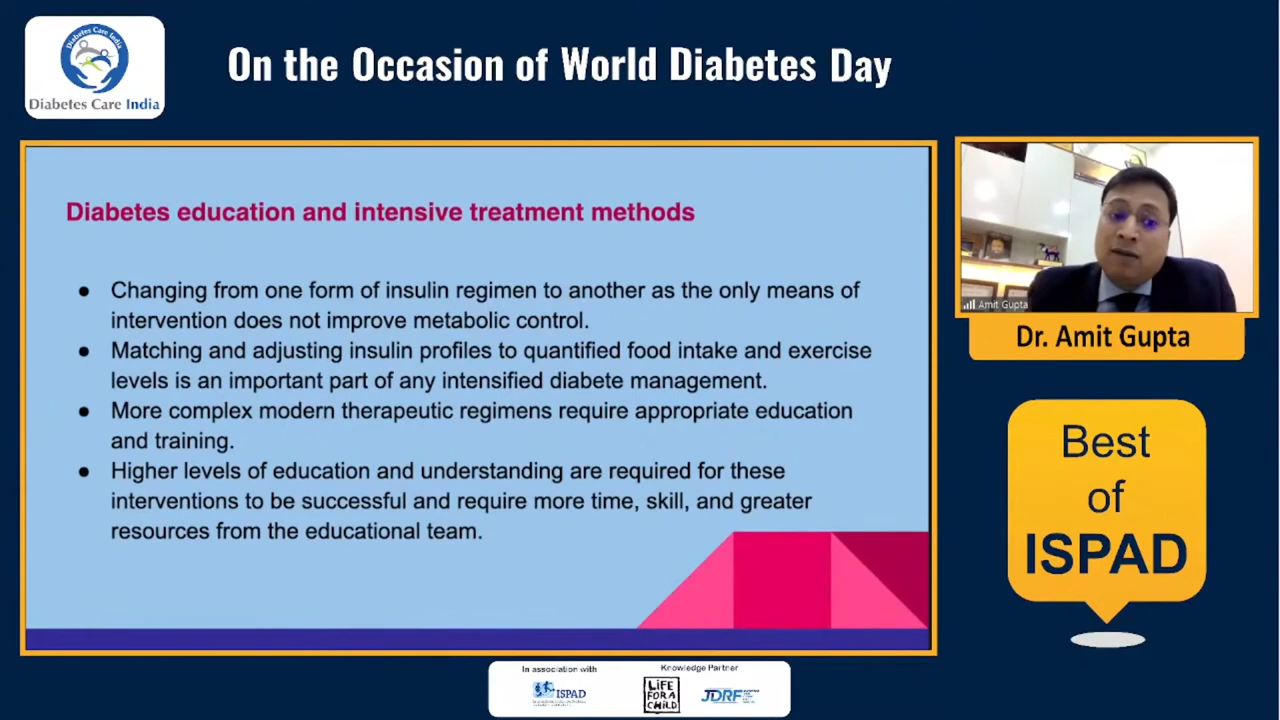 Diabetes Care India
Diabetes Care India
On the Occasion of World Diabetes Day
Diabetes education and intensive treatment methods
● Changing from one form of insulin regimen to another as the only means of
intervention does not improve metabolic control.
● Matching and adjusting insulin profiles to quantified food intake and exercise
levels is an important part of any intensified diabete management.
● More complex modern therapeutic regimens require appropriate education
and training.
● Higher levels of education and understanding are required for these
interventions to be successful and require more time, skill, and greater
resources from the educational team.
Amit Gupta
Dr. Amit Gupta
Best
of
ISPAD
In association with
ISPAD
Knowledge Partner
LiFE
FOR A
CHiLD
JDRF